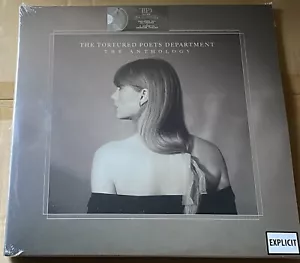 THE TORTURED POETS DEPARTMENT
THE ANTHOLOGY
EXPLICIT